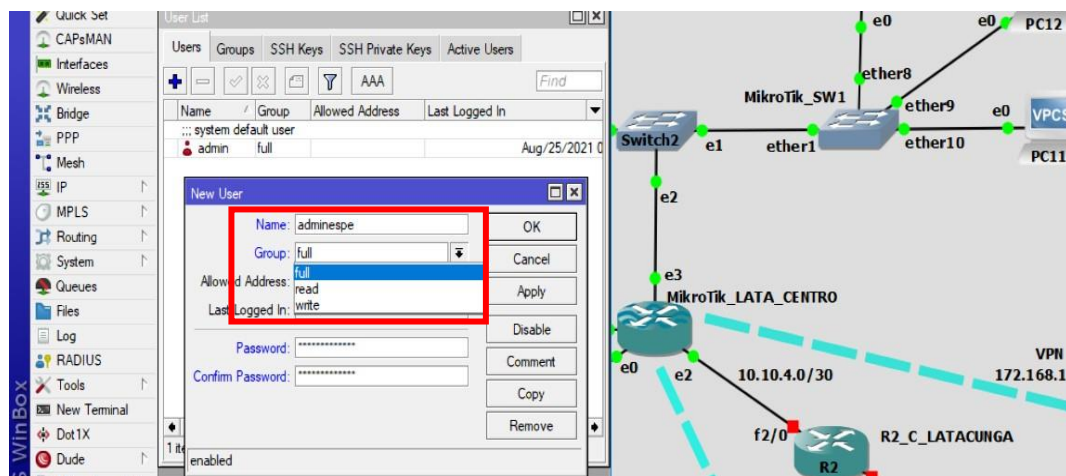 Quick Set
CAPsMAN
Interfaces
Wireless
Bridge
PPP
Mesh
IP
MPLS
Routing
System
Queues
Files
Log
RADIUS
Tools
New Terminal
Dot1X
Dude
WinBox
User List
Users Groups SSH Keys SSH Private Keys Active Users
AAA Find
Name / Group Allowed Address Last Logged In
;;; system default user
admin full Aug/25/2021 0
New User
Name: adminespe OK
Group: full Cancel
full
Allowed Address:
read Apply
Last Logged In:
write
Disable
Password: *************
Comment
Confirm Password: *************
Copy
Remove
enabled
e0 e0 PC12
ether8
MikroTik_SW1 ether9
e0 VPCS
Switch2 e1 ether1 ether10
PC11
e2
e3
MikroTik_LATA_CENTRO
VPN
e0 e2 10.10.4.0/30 172.168.1
f2/0 R2_C_LATACUNGA
R2